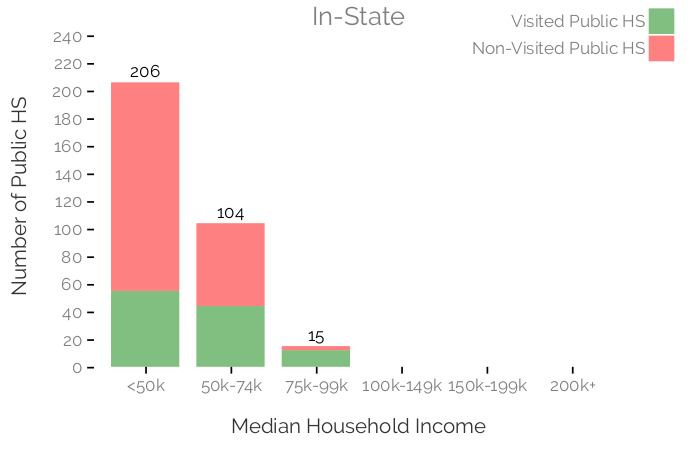 In-State
Visited Public HS
Non-Visited Public HS
Number of Public HS
240
220
200
180
160
140
120
100
80
60
40
20
0
206
104
15
<50k
50k-74k
75k-99k
100k-149k
150k-199k
200k+
Median Household Income